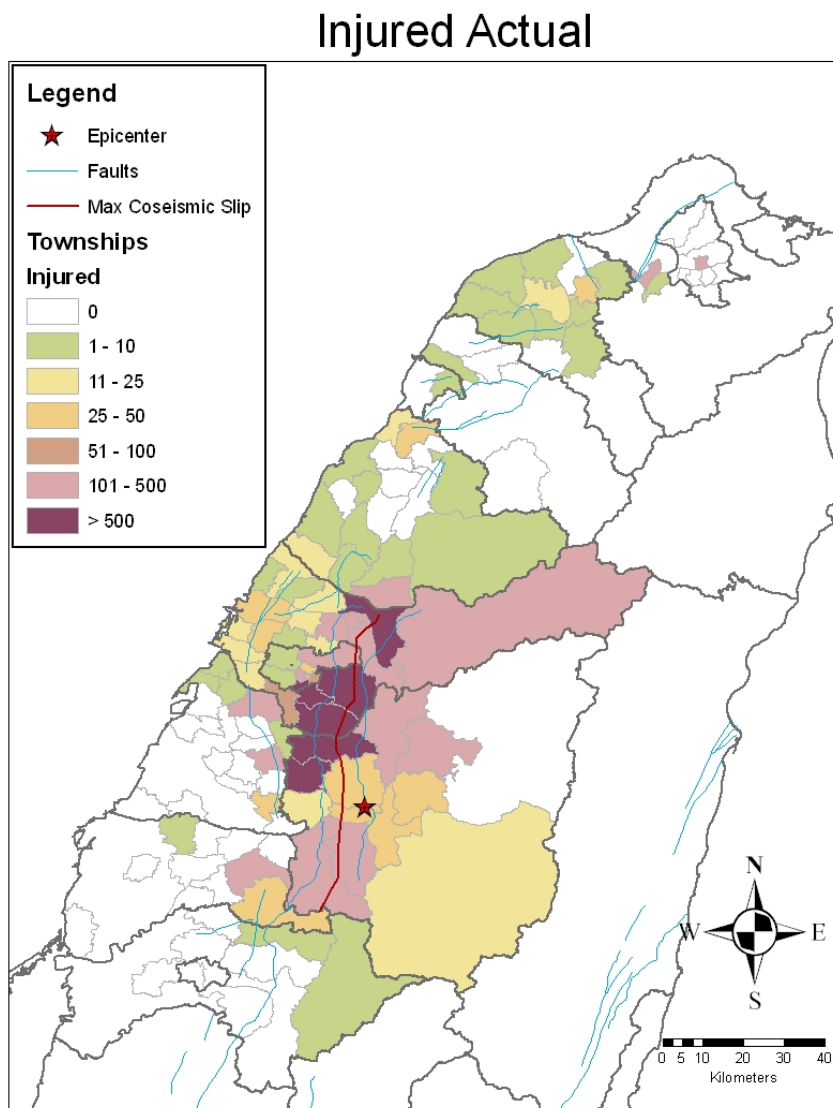 Injured Actual
Legend
Epicenter
Faults
Max Coseismic Slip
Townships
Injured
0
1 - 10
11 - 25
25 - 50
51 - 100
101 - 500
> 500
N
W E
S
0 5 10 20 30 40
Kilometers